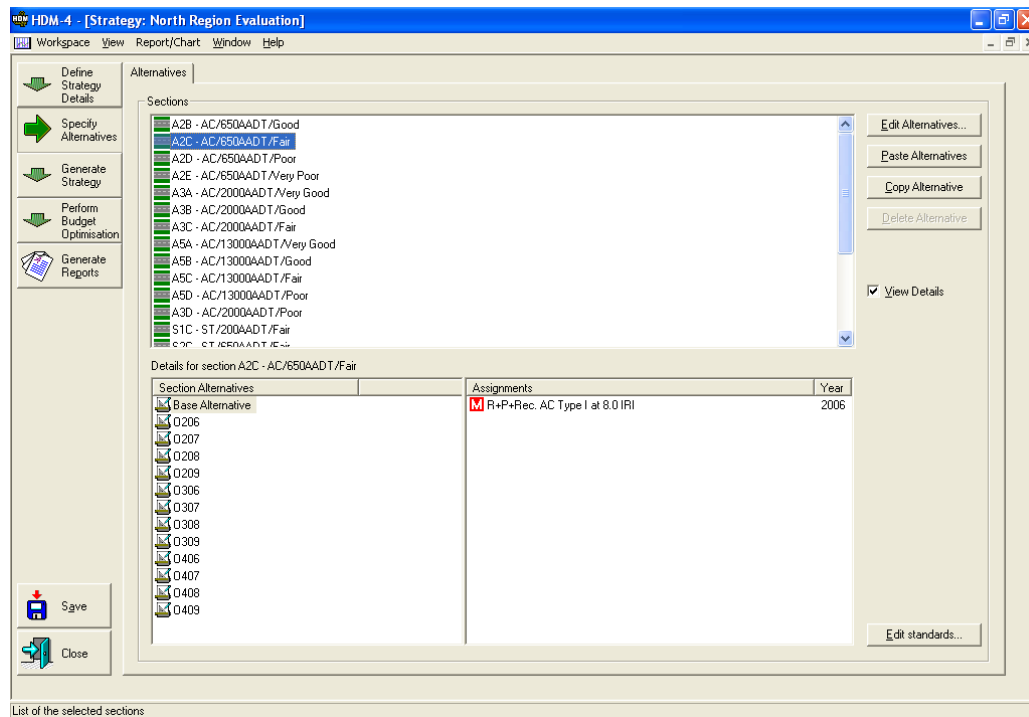 HDM-4 - [Strategy: North Region Evaluation]
Workspace View Report/Chart Window Help
Define Strategy Details
Specify Alternatives
Generate Strategy
Perform Budget Optimisation
Generate Reports
Save
Close
Alternatives
Sections
A2B - AC/650AADT/Good
A2C - AC/650AADT/Fair
A2D - AC/650AADT/Poor
A2E - AC/650AADT/Very Poor
A3A - AC/2000AADT/Very Good
A3B - AC/2000AADT/Good
A3C - AC/2000AADT/Fair
A5A - AC/13000AADT/Very Good
A5B - AC/13000AADT/Good
A5C - AC/13000AADT/Fair
A5D - AC/13000AADT/Poor
A3D - AC/2000AADT/Poor
S1C - ST/200AADT/Fair
S2C - ST/650AADT/Fair
Edit Alternatives...
Paste Alternatives
Copy Alternative
Delete Alternative
View Details
Details for section A2C - AC/650AADT/Fair
Section Alternatives
Base Alternative
O206
O207
O208
O209
O306
O307
O308
O309
O406
O407
O408
O409
Assignments Year
M R+P+Rec. AC Type I at 8.0 IRI 2006
Edit standards...
List of the selected sections